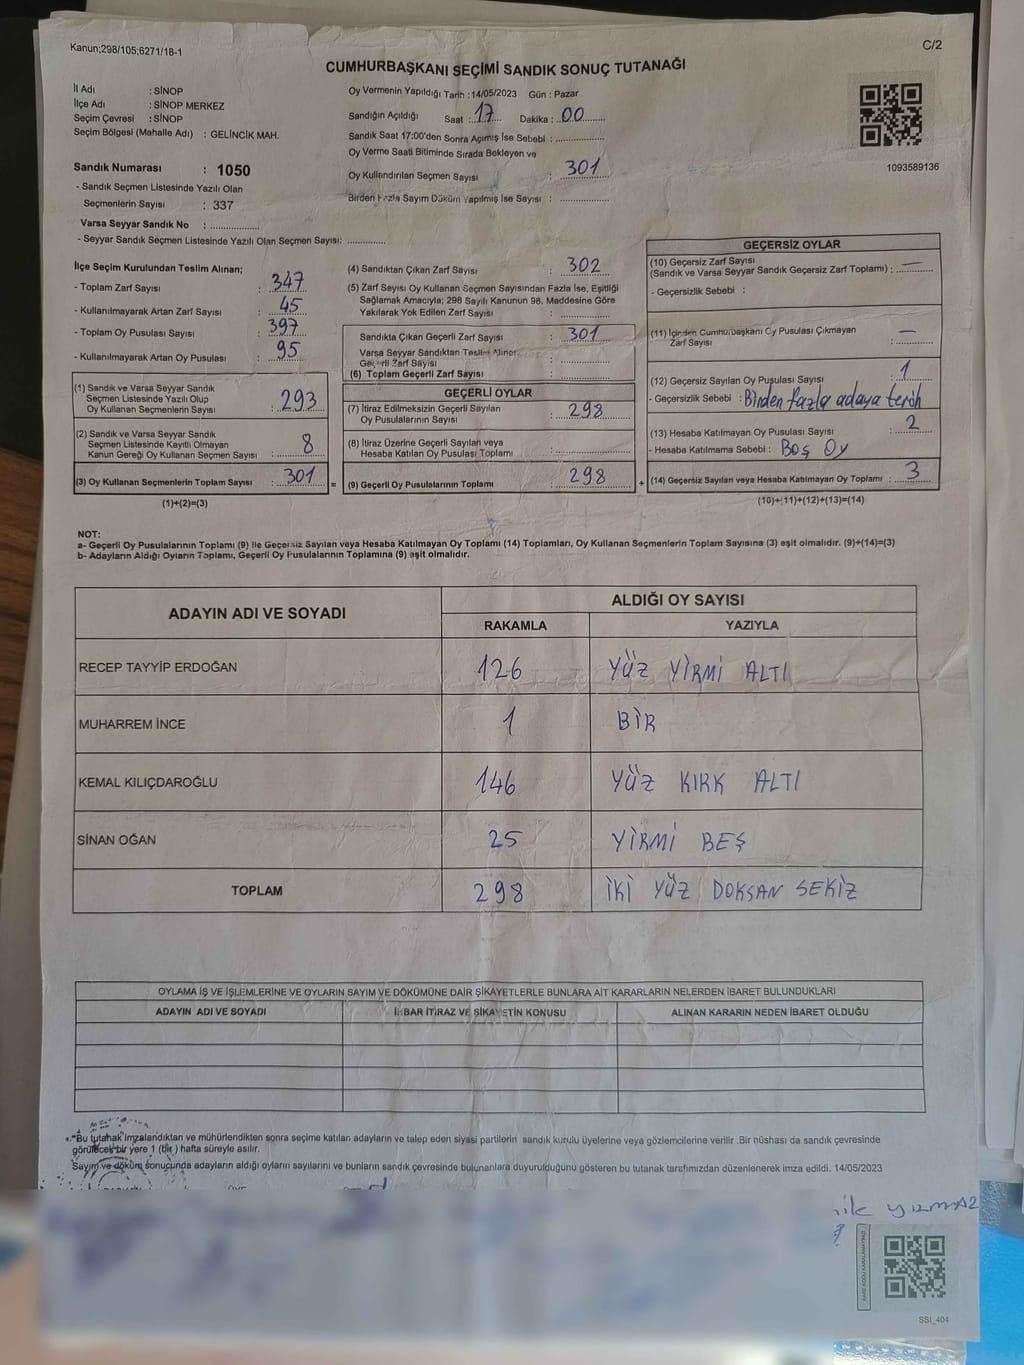 Kanun;298/105;6271/18-1
C/2
CUMHURBAŞKANI SEÇİMİ SANDIK SONUÇ TUTANAĞI
İl Adı : SİNOP
İlçe Adı : SİNOP MERKEZ
Seçim Çevresi : SİNOP
Seçim Bölgesi (Mahalle Adı) : GELİNCİK MAH.
Sandık Numarası : 1050
- Sandık Seçmen Listesinde Yazılı Olan
Seçmenlerin Sayısı : 337
Varsa Seyyar Sandık No : ..............
- Seyyar Sandık Seçmen Listesinde Yazılı Olan Seçmen Sayısı: ............
Oy Vermenin Yapıldığı Tarih : 14/05/2023 Gün : Pazar
Sandığın Açıldığı Saat : 17 Dakika : 00
Sandık Saat 17:00'den Sonra Açımış İse Sebebi : ..............
Oy Verme Saati Bitiminde Sırada Bekleyen ve
Oy Kullandırılan Seçmen Sayısı : 301
Birden Fazla Sayım Döküm Yapılmış İse Sayısı : ..............
1093589136
İlçe Seçim Kurulundan Teslim Alınan;
- Toplam Zarf Sayısı : 347
- Kullanılmayarak Artan Zarf Sayısı : 45
- Toplam Oy Pusulası Sayısı : 397
- Kullanılmayarak Artan Oy Pusulası : 95
(1) Sandık ve Varsa Seyyar Sandık
Seçmen Listesinde Yazılı Olup
Oy Kullanan Seçmenlerin Sayısı : 293
(2) Sandık ve Varsa Seyyar Sandık
Seçmen Listesinde Kayıtlı Olmayan
Kanun Gereği Oy Kullanan Seçmen Sayısı : 8
(3) Oy Kullanan Seçmenlerin Toplam Sayısı : 301 =
(1)+(2)=(3)
(4) Sandıktan Çıkan Zarf Sayısı : 302
(5) Zarf Sayısı Oy Kullanan Seçmen Sayısından Fazla İse, Eşitliği
Sağlamak Amacıyla; 298 Sayılı Kanunun 98. Maddesine Göre
Yakılarak Yok Edilen Zarf Sayısı : ..............
Sandıkta Çıkan Geçerli Zarf Sayısı : 301
Varsa Seyyar Sandıktan Teslim Alınan
Geçerli Zarf Sayısı : ..............
(6) Toplam Geçerli Zarf Sayısı : ..............
GEÇERLİ OYLAR
(7) İtiraz Edilmeksizin Geçerli Sayılan
Oy Pusulalarının Sayısı : 298
(8) İtiraz Üzerine Geçerli Sayılan veya
Hesaba Katılan Oy Pusulası Toplamı : ..............
(9) Geçerli Oy Pusulalarının Toplamı : 298 +
GEÇERSİZ OYLAR
(10) Geçersiz Zarf Sayısı
(Sandık ve Varsa Seyyar Sandık Geçersiz Zarf Toplamı) : —
- Geçersizlik Sebebi :
(11) İçinden Cumhurbaşkanı Oy Pusulası Çıkmayan
Zarf Sayısı : —
(12) Geçersiz Sayılan Oy Pusulası Sayısı : 1
- Geçersizlik Sebebi : Birden fazla adaya tercih
(13) Hesaba Katılmayan Oy Pusulası Sayısı : 2
- Hesaba Katılmama Sebebi : Boş Oy
(14) Geçersiz Sayılan veya Hesaba Katılmayan Oy Toplamı : 3
(10)+(11)+(12)+(13)=(14)
NOT:
a- Geçerli Oy Pusulalarının Toplamı (9) ile Geçersiz Sayılan veya Hesaba Katılmayan Oy Toplamı (14) Toplamları, Oy Kullanan Seçmenlerin Toplam Sayısına (3) eşit olmalıdır. (9)+(14)=(3)
b- Adayların Aldığı Oyların Toplamı, Geçerli Oy Pusulalarının Toplamına (9) eşit olmalıdır.
ADAYIN ADI VE SOYADI
ALDIĞI OY SAYISI
RAKAMLA YAZIYLA
RECEP TAYYİP ERDOĞAN 126 YÜZ YİRMİ ALTI
MUHARREM İNCE 1 BİR
KEMAL KILIÇDAROĞLU 146 YÜZ KIRK ALTI
SİNAN OĞAN 25 YİRMİ BEŞ
TOPLAM 298 İKİ YÜZ DOKSAN SEKİZ
OYLAMA İŞ VE İŞLEMLERİNE VE OYLARIN SAYIM VE DÖKÜMÜNE DAİR ŞİKAYETLERLE BUNLARA AİT KARARLARIN NELERDEN İBARET BULUNDUKLARI
ADAYIN ADI VE SOYADI İHBAR İTİRAZ VE ŞİKAYETİN KONUSU ALINAN KARARIN NEDEN İBARET OLDUĞU
"Bu tutanak imzalandıktan ve mühürlendikten sonra seçime katılan adayların ve talep eden siyasi partilerin sandık kurulu üyelerine veya gözlemcilerine verilir .Bir nüshası da sandık çevresinde
görülecek bir yere 1 (bir ) hafta süreyle asılır.
Sayım ve döküm sonucunda adayların aldığı oyların sayılarını ve bunların sandık çevresinde bulunanlara duyurulduğunu gösteren bu tutanak tarafımızdan düzenlenerek imza edildi. 14/05/2023
SSI_404